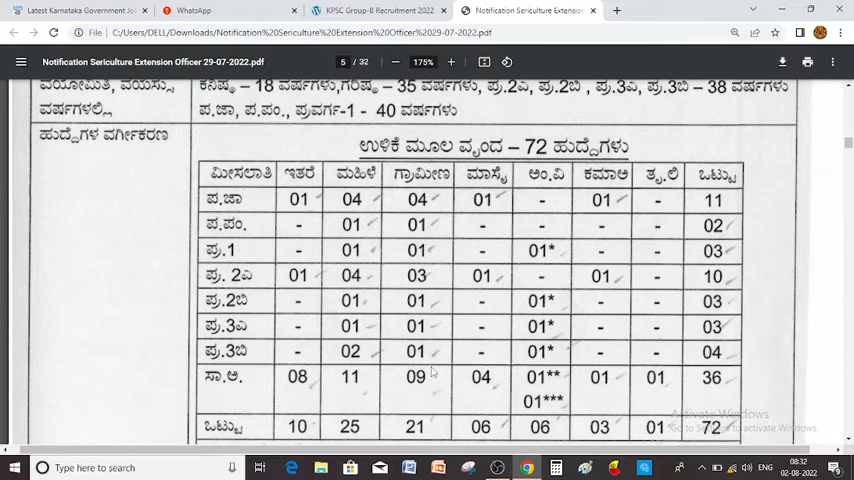 Latest Karnataka Government Jo
WhatsApp
KPSC Group-B Recruitment 2022
Notification Sericulture Extension
File | C:/Users/DELL/Downloads/Notification%20Sericulture%20Extension%20Officer%2029-07-2022.pdf
Notification Sericulture Extension Officer 29-07-2022.pdf
5 / 32
175%
ವಯೋಮಿತಿ, ವಯಸ್ಸು ಕನಿಷ್ಠ – 18 ವರ್ಷಗಳು,ಗರಿಷ್ಠ - 35 ವರ್ಷಗಳು, ಪ್ರ.2ಎ, ಪ್ರ.2ಬಿ , ಪ್ರ.3ಎ, ಪ್ರ.3ಬಿ – 38 ವರ್ಷಗಳು
ವರ್ಷಗಳಲ್ಲಿ ಪ.ಜಾ, ಪ.ಪಂ., ಪ್ರವರ್ಗ-1 - 40 ವರ್ಷಗಳು
ಹುದ್ದೆಗಳ ವರ್ಗೀಕರಣ
ಉಳಿಕೆ ಮೂಲ ವೃಂದ – 72 ಹುದ್ದೆಗಳು
ಮೀಸಲಾತಿ ಇತರೆ ಮಹಿಳೆ ಗ್ರಾಮೀಣ ಮಾಸೈ ಅಂ.ವಿ ಕಮಾಅ ತೃ.ಲಿ ಒಟ್ಟು
ಪ.ಜಾ 01 04 04 01 - 01 - 11
ಪ.ಪಂ. - 01 01 - - - - 02
ಪ್ರ.1 - 01 01 - 01* - - 03
ಪ್ರ. 2ಎ 01 04 03 01 - 01 - 10
ಪ್ರ.2ಬಿ - 01 01 - 01* - - 03
ಪ್ರ.3ಎ - 01 01 - 01* - - 03
ಪ್ರ.3ಬಿ - 02 01 - 01* - - 04
ಸಾ.ಅ. 08 11 09 04 01** 01 01 36
01***
ಒಟ್ಟು 10 25 21 06 06 03 01 72
Activate Windows
Go to Settings to activate Windows.
Type here to search
ENG
08:32
02-08-2022